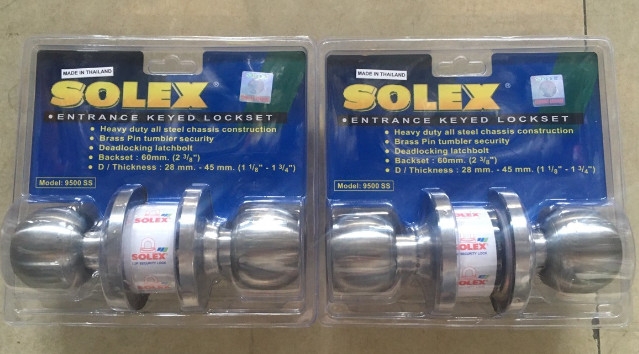 MADE IN THAILAND
SOLEX®
• ENTRANCE KEYED LOCKSET
• Heavy duty all steel chassis construction
• Brass Pin tumbler security
• Deadlocking latchbolt
• Backset : 60mm. (2 3/8")
• D / Thickness : 28 mm. - 45 mm. (1 1/8" - 1 3/4")
Model: 9500 SS
SOLEX
SOLEX
SECURITY LOCK
MADE IN THAILAND
SOLEX®
• ENTRANCE KEYED LOCKSET
• Heavy duty all steel chassis construction
• Brass Pin tumbler security
• Deadlocking latchbolt
• Backset : 60mm. (2 3/8")
• D / Thickness : 28 mm. - 45 mm. (1 1/8" - 1 3/4")
Model: 9500 SS
SOLEX
SOLEX
SECURITY LOCK